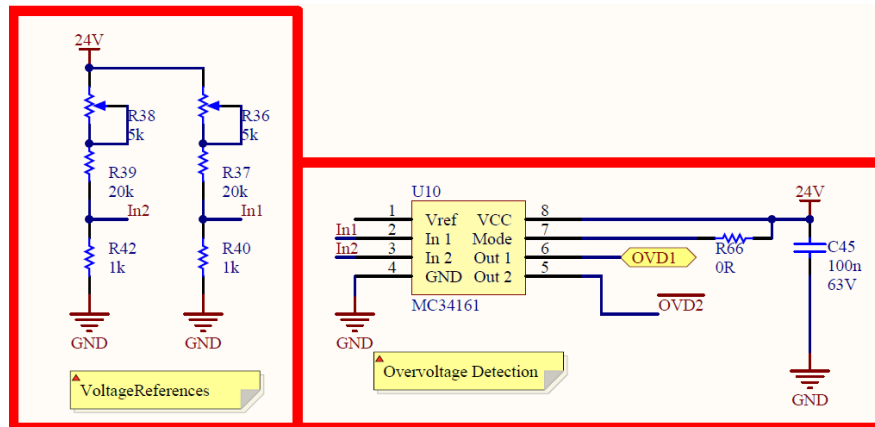 24V
R38
5k
R36
5k
R39
20k
R37
20k
In2
In1
R42
1k
R40
1k
GND
GND
VoltageReferences
U10
1
Vref
VCC
8
In1
2
In 1
Mode
7
In2
3
In 2
Out 1
6
4
GND
Out 2
5
MC34161
R66
0R
OVD1
OVD2
24V
C45
100n
63V
GND
GND
Overvoltage Detection